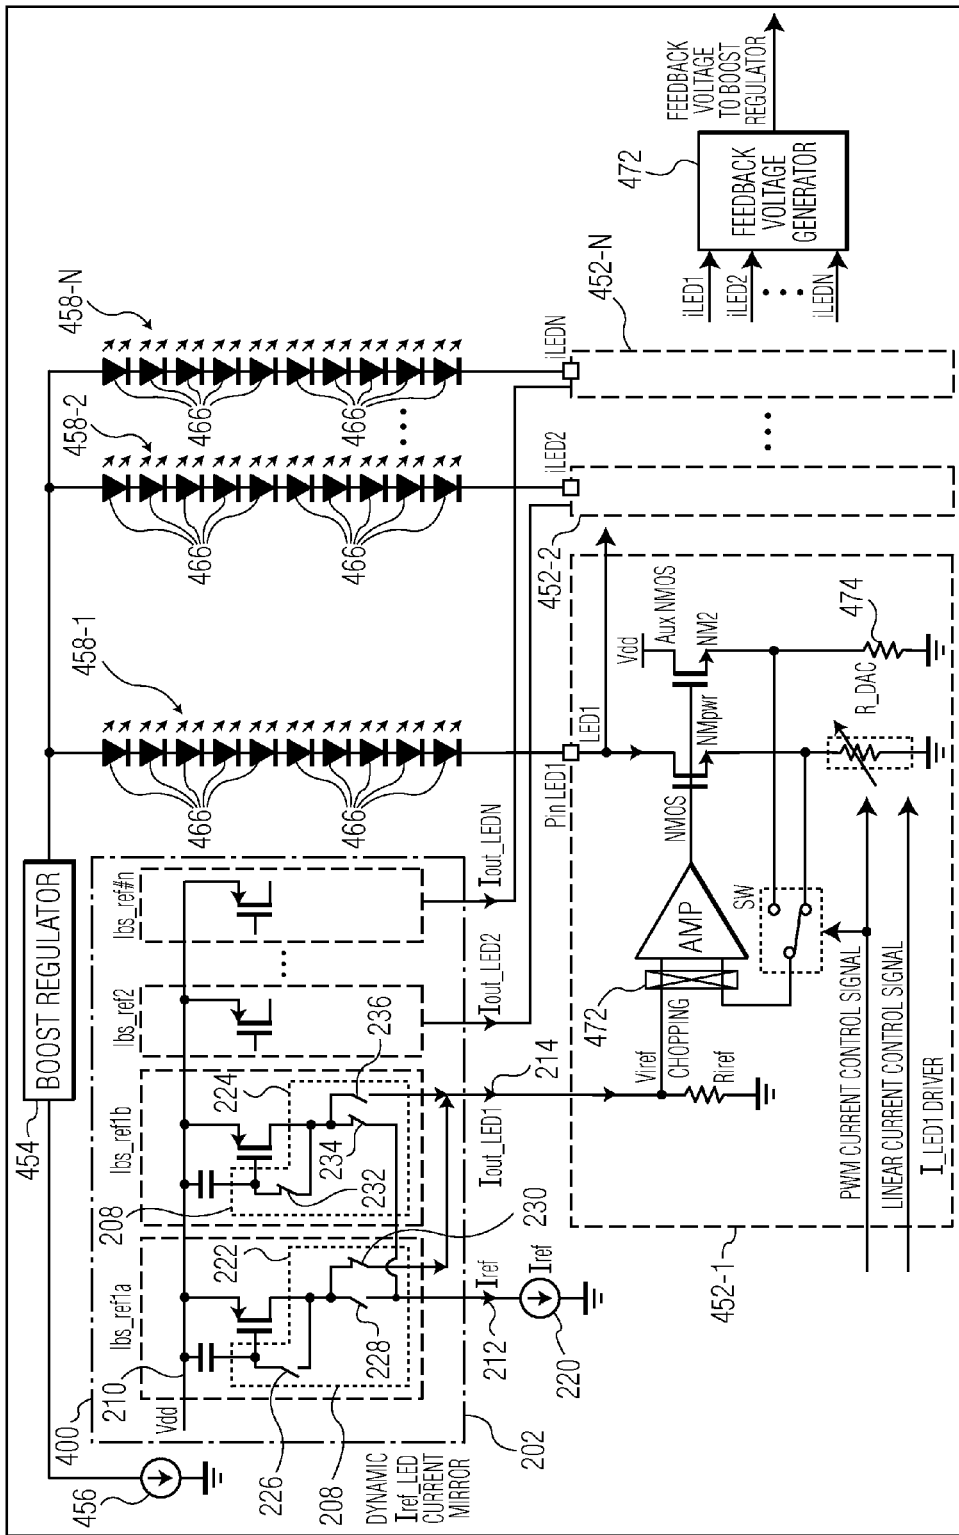 454
BOOST REGULATOR
456
400
210
Vdd
Ibs_ref1a
222
226
228
208
Ibs_ref1b
208
224
232
234
236
230
Ibs_ref2
• • •
Ibs_ref#n
202
DYNAMIC
Iref_LED
CURRENT
MIRROR
212
Iref
220
Iref
Iout_LED1
214
Iout_LED2
Iout_LEDN
458-1
466
466
458-2
466
466
• • •
458-N
466
466
Pin LED1
LED1
452-2
iLED2
• • •
iLEDN
452-N
452-1
Viref
CHOPPING
472
Riref
AMP
NMOS
NMpwr
Vdd
Aux NMOS
NM2
SW
R_DAC
474
PWM CURRENT CONTROL SIGNAL
LINEAR CURRENT CONTROL SIGNAL
I_LED1 DRIVER
iLED1
iLED2
• • •
iLEDN
472
FEEDBACK
VOLTAGE
GENERATOR
FEEDBACK
VOLTAGE
TO BOOST
REGULATOR